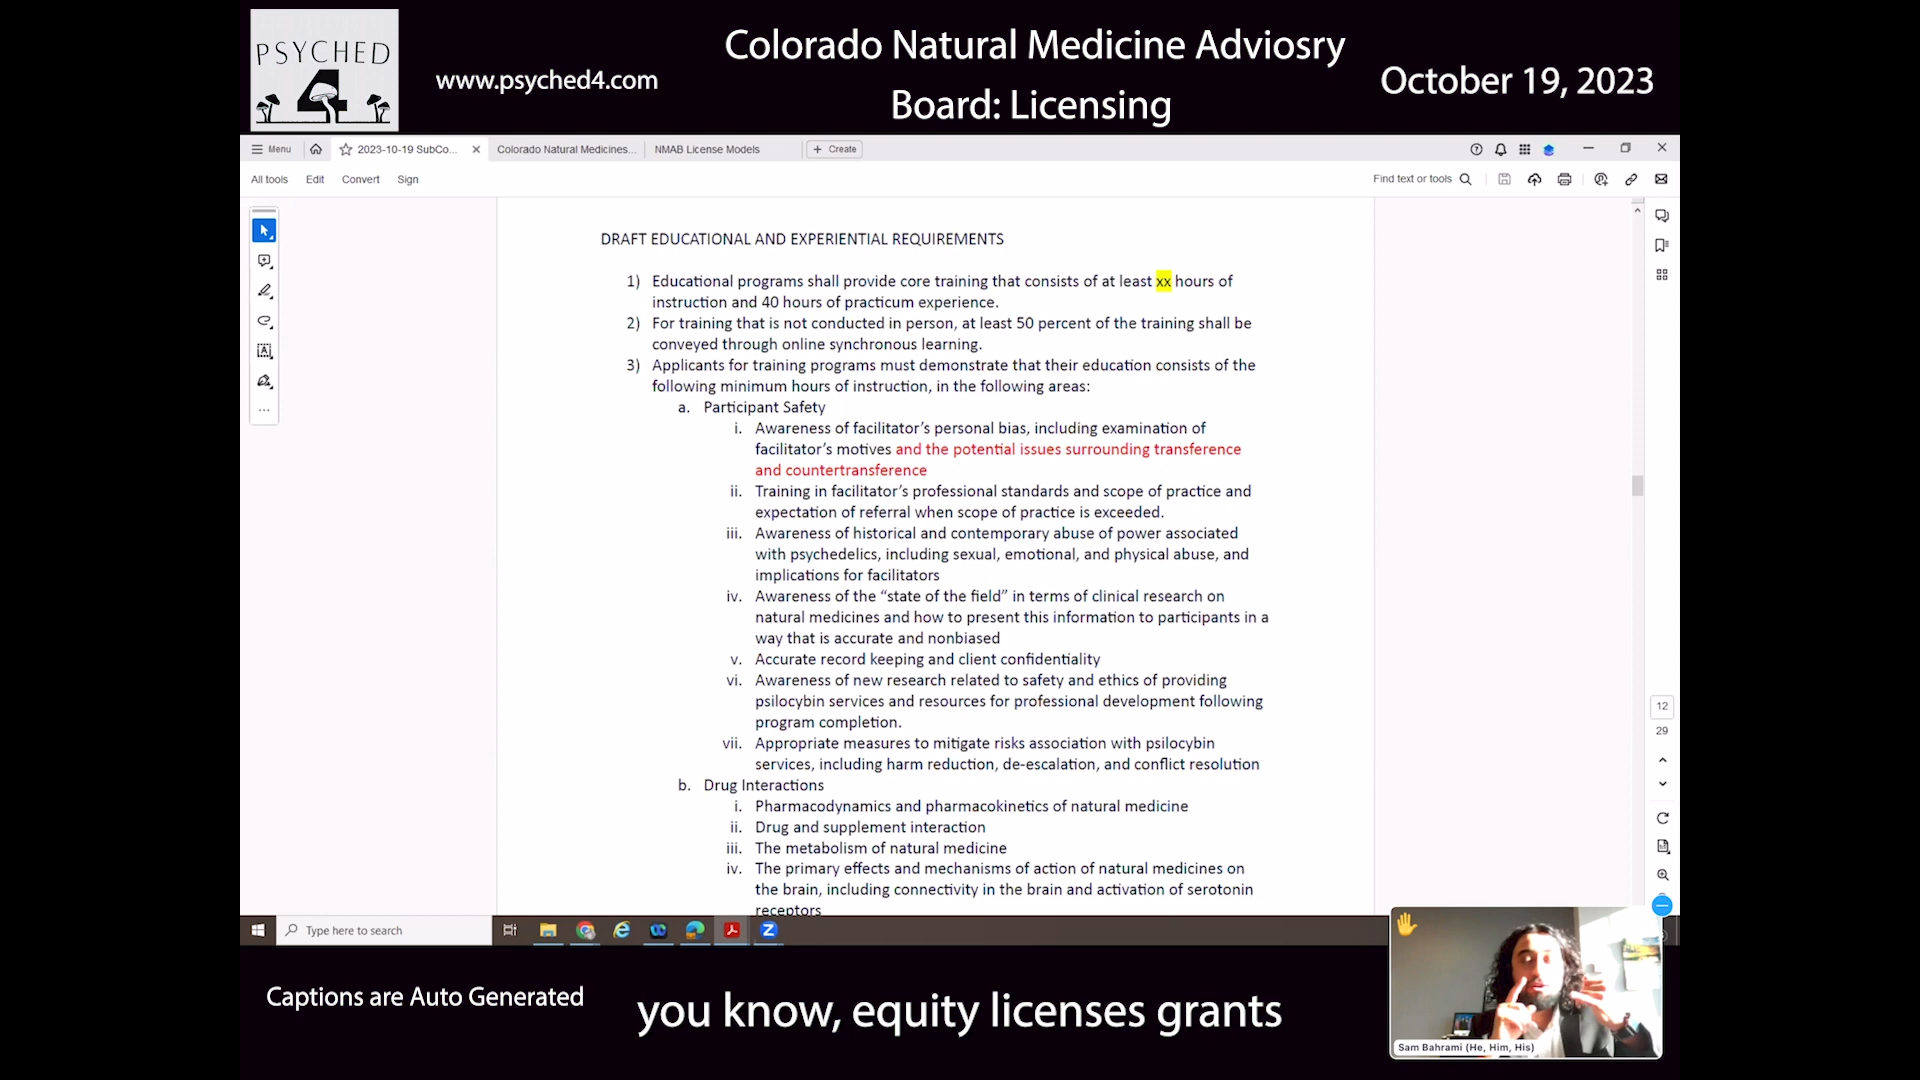 PSYCHED
4
www.psyched4.com
Colorado Natural Medicine Adviosry
Board: Licensing
October 19, 2023
Menu
2023-10-19 SubCo...
Colorado Natural Medicines...
NMAB License Models
Create
All tools
Edit
Convert
Sign
Find text or tools
DRAFT EDUCATIONAL AND EXPERIENTIAL REQUIREMENTS
1) Educational programs shall provide core training that consists of at least xx hours of
instruction and 40 hours of practicum experience.
2) For training that is not conducted in person, at least 50 percent of the training shall be
conveyed through online synchronous learning.
3) Applicants for training programs must demonstrate that their education consists of the
following minimum hours of instruction, in the following areas:
a. Participant Safety
i. Awareness of facilitator’s personal bias, including examination of
facilitator’s motives and the potential issues surrounding transference
and countertransference
ii. Training in facilitator’s professional standards and scope of practice and
expectation of referral when scope of practice is exceeded.
iii. Awareness of historical and contemporary abuse of power associated
with psychedelics, including sexual, emotional, and physical abuse, and
implications for facilitators
iv. Awareness of the “state of the field” in terms of clinical research on
natural medicines and how to present this information to participants in a
way that is accurate and nonbiased
v. Accurate record keeping and client confidentiality
vi. Awareness of new research related to safety and ethics of providing
psilocybin services and resources for professional development following
program completion.
vii. Appropriate measures to mitigate risks association with psilocybin
services, including harm reduction, de-escalation, and conflict resolution
b. Drug Interactions
i. Pharmacodynamics and pharmacokinetics of natural medicine
ii. Drug and supplement interaction
iii. The metabolism of natural medicine
iv. The primary effects and mechanisms of action of natural medicines on
the brain, including connectivity in the brain and activation of serotonin
receptors
12
29
Type here to search
Sam Bahrami (He, Him, His)
Captions are Auto Generated
you know, equity licenses grants